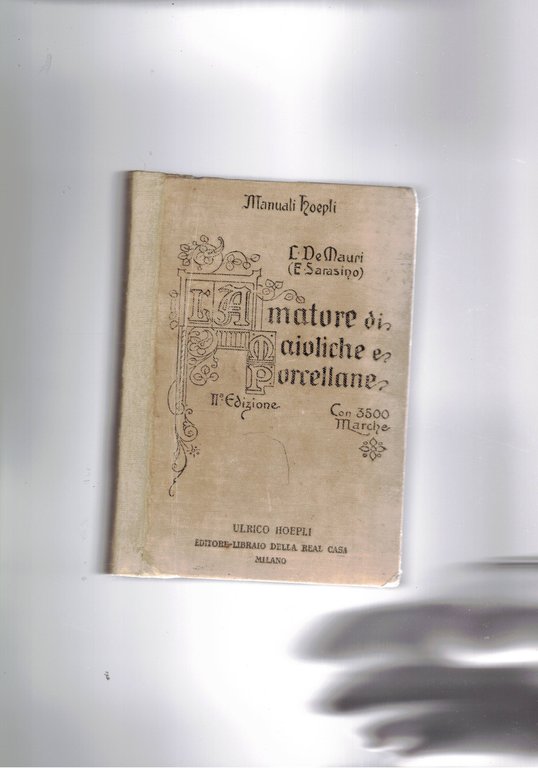 Manuali Hoepli
L. De Mauri
(E. Sarasino)
L'Amatore di
Maioliche e
Porcellane
IIª Edizione
Con 3500
Marche
ULRICO HOEPLI
EDITORE-LIBRAIO DELLA REAL CASA
MILANO